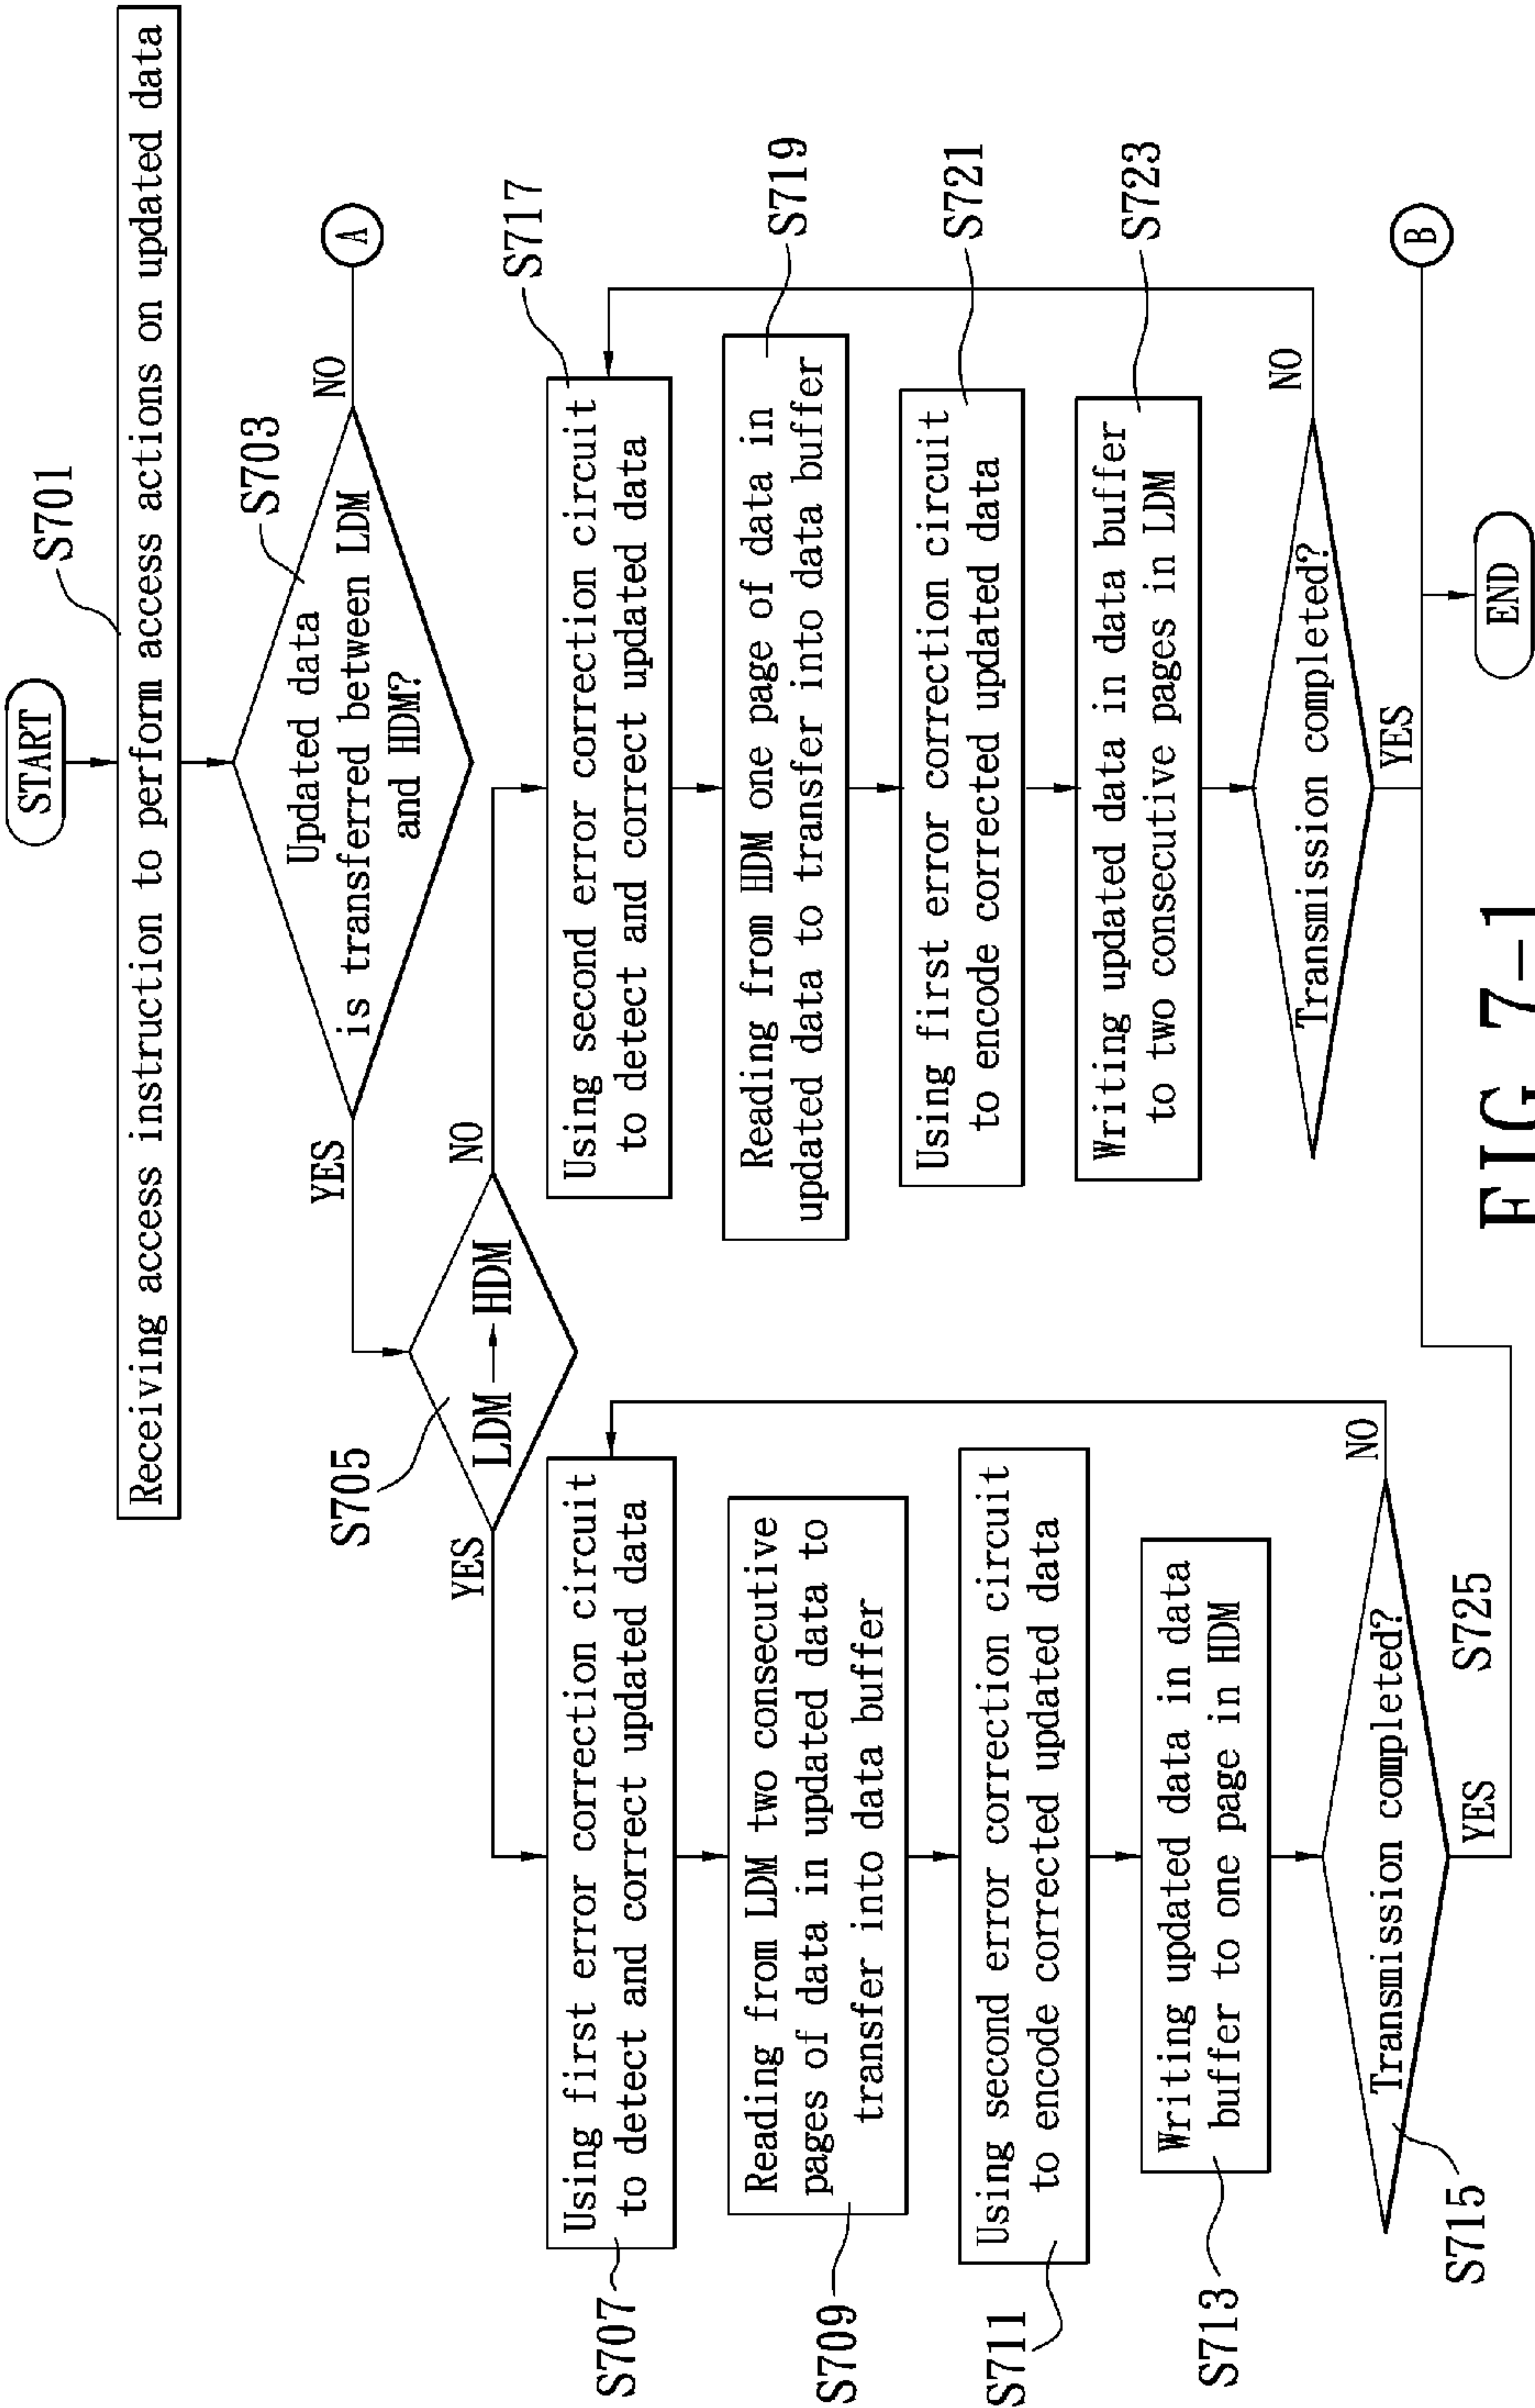 START
S701
Receiving access instruction to perform access actions on updated data
S703
Updated data
is transferred between LDM
and HDM?
YES
NO
A
S705
LDM
HDM
YES
NO
S707
Using first error correction circuit
to detect and correct updated data
S709
Reading from LDM two consecutive
pages of data in updated data to
transfer into data buffer
S711
Using second error correction circuit
to encode corrected updated data
S713
Writing updated data in data
buffer to one page in HDM
S715
Transmission completed?
NO
YES
S717
Using second error correction circuit
to detect and correct updated data
S719
Reading from HDM one page of data in
updated data to transfer into data buffer
S721
Using first error correction circuit
to encode corrected updated data
S723
Writing updated data in data buffer
to two consecutive pages in LDM
S725
Transmission completed?
NO
YES
B
END
FIG 7-1